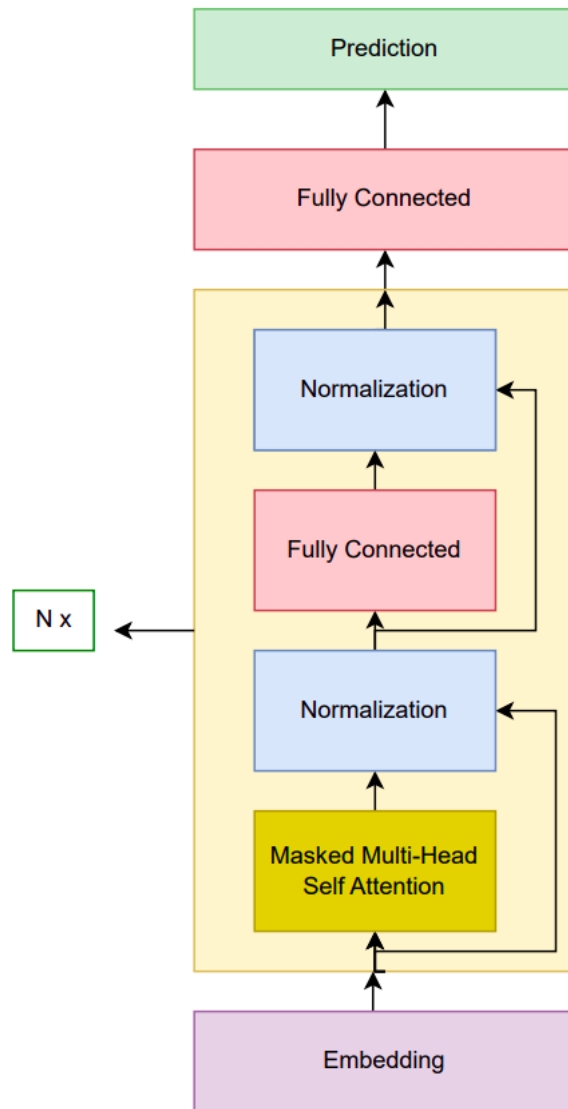 Prediction
Fully Connected
Normalization
Fully Connected
N x
Normalization
Masked Multi-Head
Self Attention
Embedding